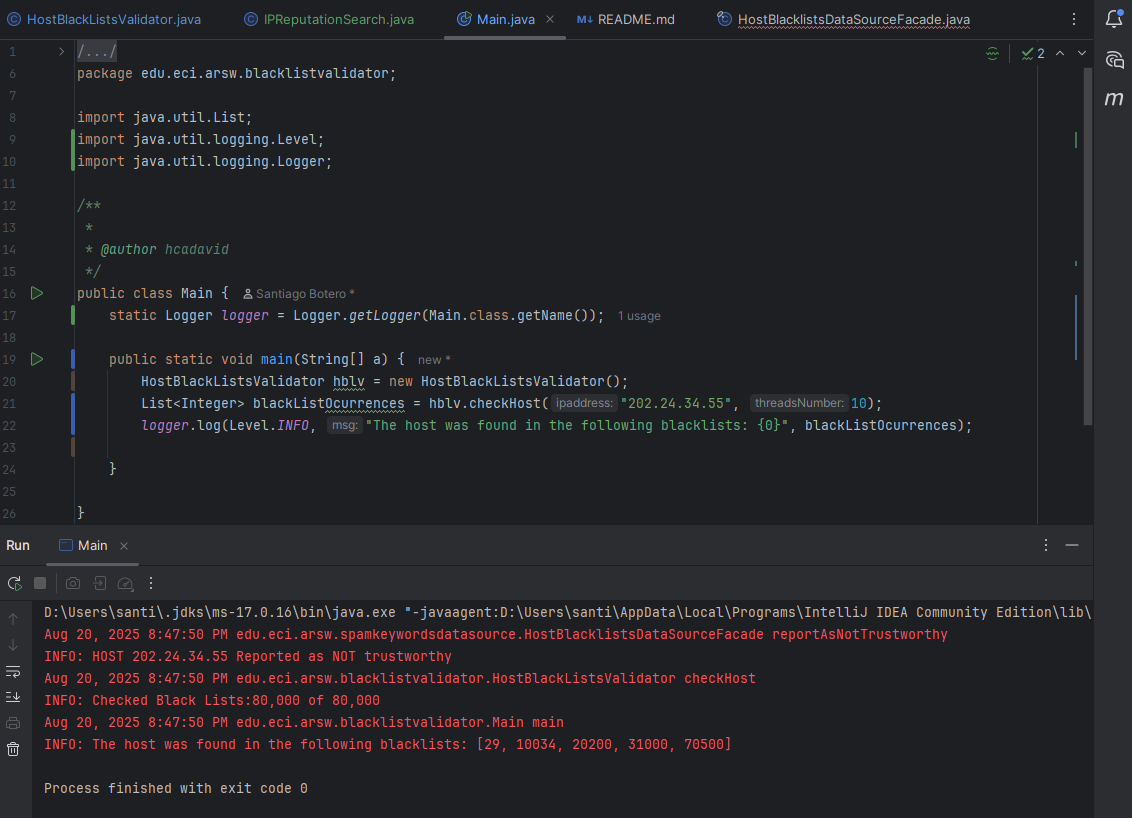 HostBlackListsValidator.java IPReputationSearch.java Main.java README.md HostBlacklistsDataSourceFacade.java
1 /.../ 2
6 package edu.eci.arsw.blacklistvalidator;
7
8 import java.util.List;
9 import java.util.logging.Level;
10 import java.util.logging.Logger;
11
12 /**
13 *
14 * @author hcadavid
15 */
16 public class Main { Santiago Botero *
17 static Logger logger = Logger.getLogger(Main.class.getName()); 1 usage
18
19 public static void main(String[] a) { new *
20 HostBlackListsValidator hblv = new HostBlackListsValidator();
21 List<Integer> blackListOcurrences = hblv.checkHost( ipaddress: "202.24.34.55", threadsNumber: 10);
22 logger.log(Level.INFO, msg: "The host was found in the following blacklists: {0}", blackListOcurrences);
23
24 }
25
26 }
Run Main
D:\Users\santi\.jdks\ms-17.0.16\bin\java.exe "-javaagent:D:\Users\santi\AppData\Local\Programs\IntelliJ IDEA Community Edition\lib\
Aug 20, 2025 8:47:50 PM edu.eci.arsw.spamkeywordsdatasource.HostBlacklistsDataSourceFacade reportAsNotTrustworthy
INFO: HOST 202.24.34.55 Reported as NOT trustworthy
Aug 20, 2025 8:47:50 PM edu.eci.arsw.blacklistvalidator.HostBlackListsValidator checkHost
INFO: Checked Black Lists:80,000 of 80,000
Aug 20, 2025 8:47:50 PM edu.eci.arsw.blacklistvalidator.Main main
INFO: The host was found in the following blacklists: [29, 10034, 20200, 31000, 70500]
Process finished with exit code 0